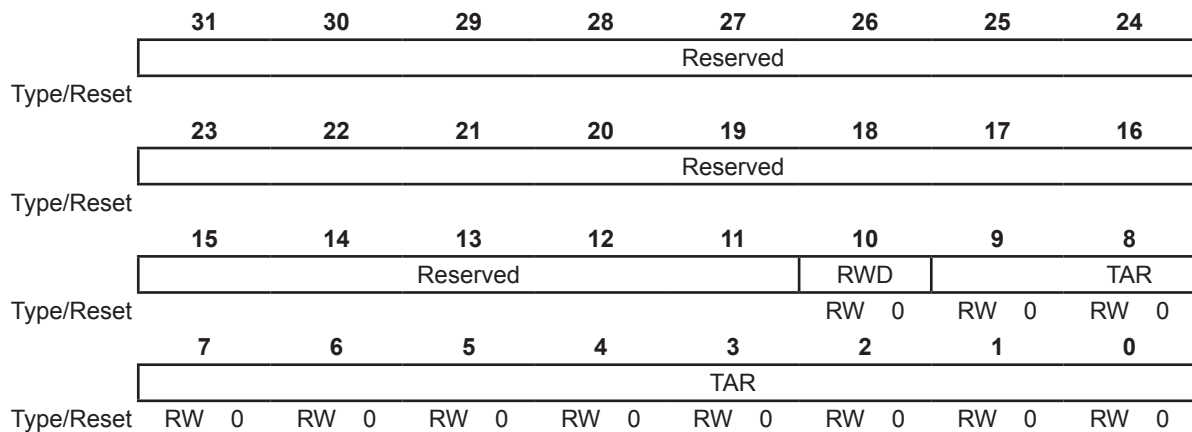 31 30 29 28 27 26 25 24
Reserved
Type/Reset
23 22 21 20 19 18 17 16
Reserved
Type/Reset
15 14 13 12 11 10 9 8
Reserved RWD TAR
Type/Reset RW 0 RW 0 RW 0
7 6 5 4 3 2 1 0
TAR
Type/Reset RW 0 RW 0 RW 0 RW 0 RW 0 RW 0 RW 0 RW 0